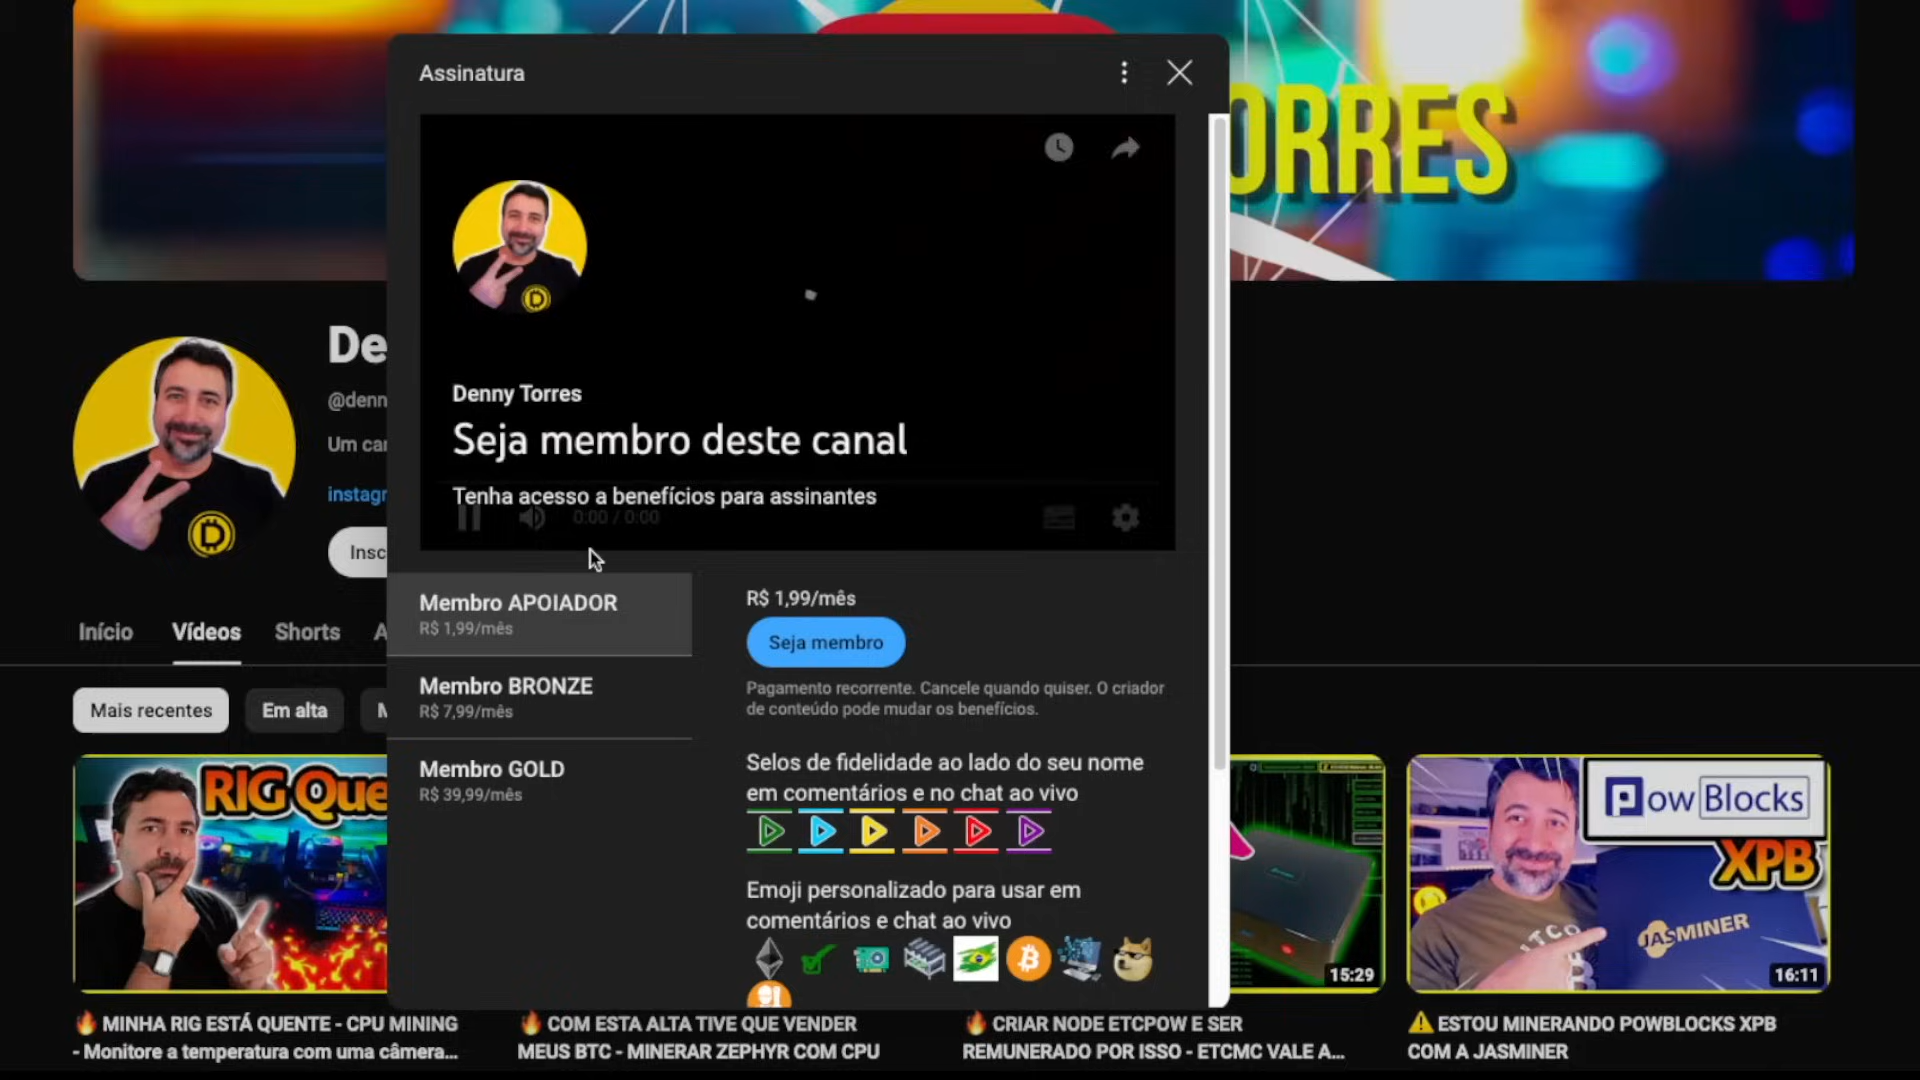 ORRES
Assinatura
Denny Torres
Seja membro deste canal
Tenha acesso a benefícios para assinantes
0:00 / 0:00
De
@denn
Um car
instagr
Insc
Início
Vídeos
Shorts
A
Mais recentes
Em alta
M
Membro APOIADOR
R$ 1,99/mês
Membro BRONZE
R$ 7,99/mês
Membro GOLD
R$ 39,99/mês
R$ 1,99/mês
Seja membro
Pagamento recorrente. Cancele quando quiser. O criador
de conteúdo pode mudar os benefícios.
Selos de fidelidade ao lado do seu nome
em comentários e no chat ao vivo
Emoji personalizado para usar em
comentários e chat ao vivo
RIG Que
15:29
PowBlocks
XPB
JASMINER
16:11
🔥 MINHA RIG ESTÁ QUENTE - CPU MINING
- Monitore a temperatura com uma câmera...
🔥 COM ESTA ALTA TIVE QUE VENDER
MEUS BTC - MINERAR ZEPHYR COM CPU
🔥 CRIAR NODE ETCPOW E SER
REMUNERADO POR ISSO - ETCMC VALE A...
⚠️ ESTOU MINERANDO POWBLOCKS XPB
COM A JASMINER